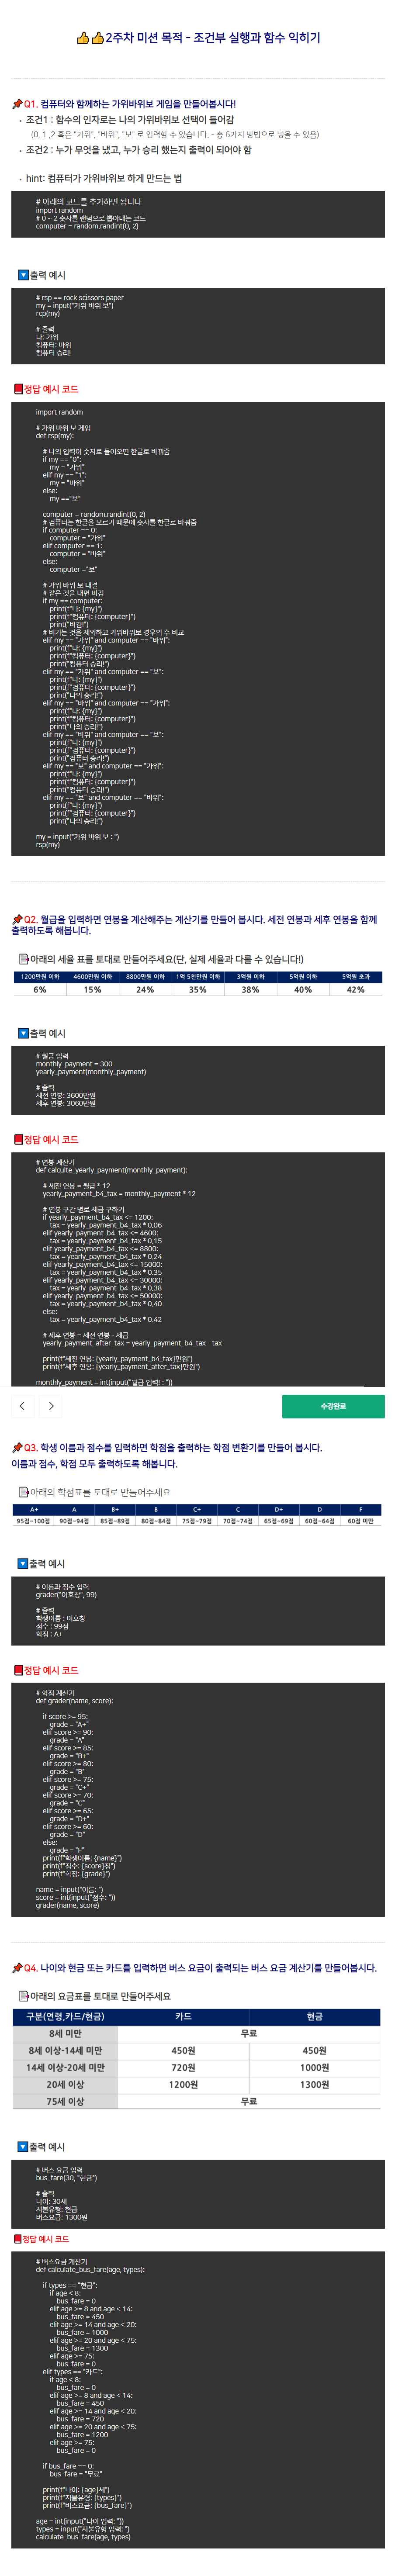 👍👍2주차 미션 목적 - 조건부 실행과 함수 익히기
📌Q1. 컴퓨터와 함께하는 가위바위보 게임을 만들어봅시다!
• 조건1 : 함수의 인자로는 나의 가위바위보 선택이 들어감
(0, 1 ,2 혹은 "가위", "바위", "보" 로 입력할 수 있습니다. - 총 6가지 방법으로 넣을 수 있음)
• 조건2 : 누가 무엇을 냈고, 누가 승리 했는지 출력이 되어야 함
• hint: 컴퓨터가 가위바위보 하게 만드는 법
# 아래의 코드를 추가하면 됩니다
import random
# 0 ~ 2 숫자를 랜덤으로 뽑아내는 코드
computer = random.randint(0, 2)
🔽출력 예시
# rsp == rock scissors paper
my = input("가위 바위 보")
rcp(my)
# 출력
나: 가위
컴퓨터: 바위
컴퓨터 승리!
📕정답 예시 코드
import random
# 가위 바위 보 게임
def rsp(my):
# 나의 입력이 숫자로 들어오면 한글로 바꿔줌
if my == "0":
my = "가위"
elif my == "1":
my = "바위"
else:
my =="보"
computer = random.randint(0, 2)
# 컴퓨터는 한글을 모르기 때문에 숫자를 한글로 바꿔줌
if computer == 0:
computer = "가위"
elif computer == 1:
computer = "바위"
else:
computer ="보"
# 가위 바위 보 대결
# 같은 것을 내면 비김
if my == computer:
print(f"나: {my}")
print(f"컴퓨터: {computer}")
print("비김!")
# 비기는 것을 제외하고 가위바위보 경우의 수 비교
elif my == "가위" and computer == "바위":
print(f"나: {my}")
print(f"컴퓨터: {computer}")
print("컴퓨터 승리!")
elif my == "가위" and computer == "보":
print(f"나: {my}")
print(f"컴퓨터: {computer}")
print("나의 승리!")
elif my == "바위" and computer == "가위":
print(f"나: {my}")
print(f"컴퓨터: {computer}")
print("나의 승리!")
elif my == "바위" and computer == "보":
print(f"나: {my}")
print(f"컴퓨터: {computer}")
print("컴퓨터 승리!")
elif my == "보" and computer == "가위":
print(f"나: {my}")
print(f"컴퓨터: {computer}")
print("컴퓨터 승리!")
elif my == "보" and computer == "바위":
print(f"나: {my}")
print(f"컴퓨터: {computer}")
print("나의 승리!")
my = input("가위 바위 보 : ")
rsp(my)
📌Q2. 월급을 입력하면 연봉을 계산해주는 계산기를 만들어 봅시다. 세전 연봉과 세후 연봉을 함께
출력하도록 해봅니다.
아래의 세율 표를 토대로 만들어주세요(단, 실제 세율과 다를 수 있습니다!)
1200만원 이하 4600만원 이하 8800만원 이하 1억 5천만원 이하 3억원 이하 5억원 이하 5억원 초과
6% 15% 24% 35% 38% 40% 42%
🔽출력 예시
# 월급 입력
monthly_payment = 300
yearly_payment(monthly_payment)
# 출력
세전 연봉: 3600만원
세후 연봉: 3060만원
📕정답 예시 코드
# 연봉 계산기
def calculte_yearly_payment(monthly_payment):
# 세전 연봉 = 월급 * 12
yearly_payment_b4_tax = monthly_payment * 12
# 연봉 구간 별로 세금 구하기
if yearly_payment_b4_tax <= 1200:
tax = yearly_payment_b4_tax * 0.06
elif yearly_payment_b4_tax <= 4600:
tax = yearly_payment_b4_tax * 0.15
elif yearly_payment_b4_tax <= 8800:
tax = yearly_payment_b4_tax * 0.24
elif yearly_payment_b4_tax <= 15000:
tax = yearly_payment_b4_tax * 0.35
elif yearly_payment_b4_tax <= 30000:
tax = yearly_payment_b4_tax * 0.38
elif yearly_payment_b4_tax <= 50000:
tax = yearly_payment_b4_tax * 0.40
else:
tax = yearly_payment_b4_tax * 0.42
# 세후 연봉 = 세전 연봉 - 세금
yearly_payment_after_tax = yearly_payment_b4_tax - tax
print(f"세전 연봉: {yearly_payment_b4_tax}만원")
print(f"세후 연봉: {yearly_payment_after_tax}만원")
monthly_payment = int(input("월급 입력! : "))
수강완료
📌Q3. 학생 이름과 점수를 입력하면 학점을 출력하는 학점 변환기를 만들어 봅시다.
이름과 점수, 학점 모두 출력하도록 해봅니다.
아래의 학점표를 토대로 만들어주세요
A+ A B+ B C+ C D+ D F
95점~100점 90점~94점 85점~89점 80점~84점 75점~79점 70점~74점 65점~69점 60점~64점 60점 미만
🔽출력 예시
# 이름과 점수 입력
grader("이호창", 99)
# 출력
학생이름 : 이호창
점수 : 99점
학점 : A+
📕정답 예시 코드
# 학점 계산기
def grader(name, score):
if score >= 95:
grade = "A+"
elif score >= 90:
grade = "A"
elif score >= 85:
grade = "B+"
elif score >= 80:
grade = "B"
elif score >= 75:
grade = "C+"
elif score >= 70:
grade = "C"
elif score >= 65:
grade = "D+"
elif score >= 60:
grade = "D"
else:
grade = "F"
print(f"학생이름: {name}")
print(f"점수: {score}점")
print(f"학점: {grade}")
name = input("이름: ")
score = int(input("점수: "))
grader(name, score)
📌Q4. 나이와 현금 또는 카드를 입력하면 버스 요금이 출력되는 버스 요금 계산기를 만들어봅시다.
아래의 요금표를 토대로 만들어주세요
구분(연령,카드/현금) 카드 현금
8세 미만 무료
8세 이상-14세 미만 450원 450원
14세 이상-20세 미만 720원 1000원
20세 이상 1200원 1300원
75세 이상 무료
🔽출력 예시
# 버스 요금 입력
bus_fare(30, "현금")
# 출력
나이: 30세
지불유형: 현금
버스요금: 1300원
📕정답 예시 코드
# 버스요금 계산기
def calculate_bus_fare(age, types):
if types == "현금":
if age < 8:
bus_fare = 0
elif age >= 8 and age < 14:
bus_fare = 450
elif age >= 14 and age < 20:
bus_fare = 1000
elif age >= 20 and age < 75:
bus_fare = 1300
elif age >= 75:
bus_fare = 0
elif types == "카드":
if age < 8:
bus_fare = 0
elif age >= 8 and age < 14:
bus_fare = 450
elif age >= 14 and age < 20:
bus_fare = 720
elif age >= 20 and age < 75:
bus_fare = 1200
elif age >= 75:
bus_fare = 0
if bus_fare == 0:
bus_fare = "무료"
print(f"나이: {age}세")
print(f"지불유형: {types}")
print(f"버스요금: {bus_fare}")
age = int(input("나이 입력: "))
types = input("지불유형 입력: ")
calculate_bus_fare(age, types)